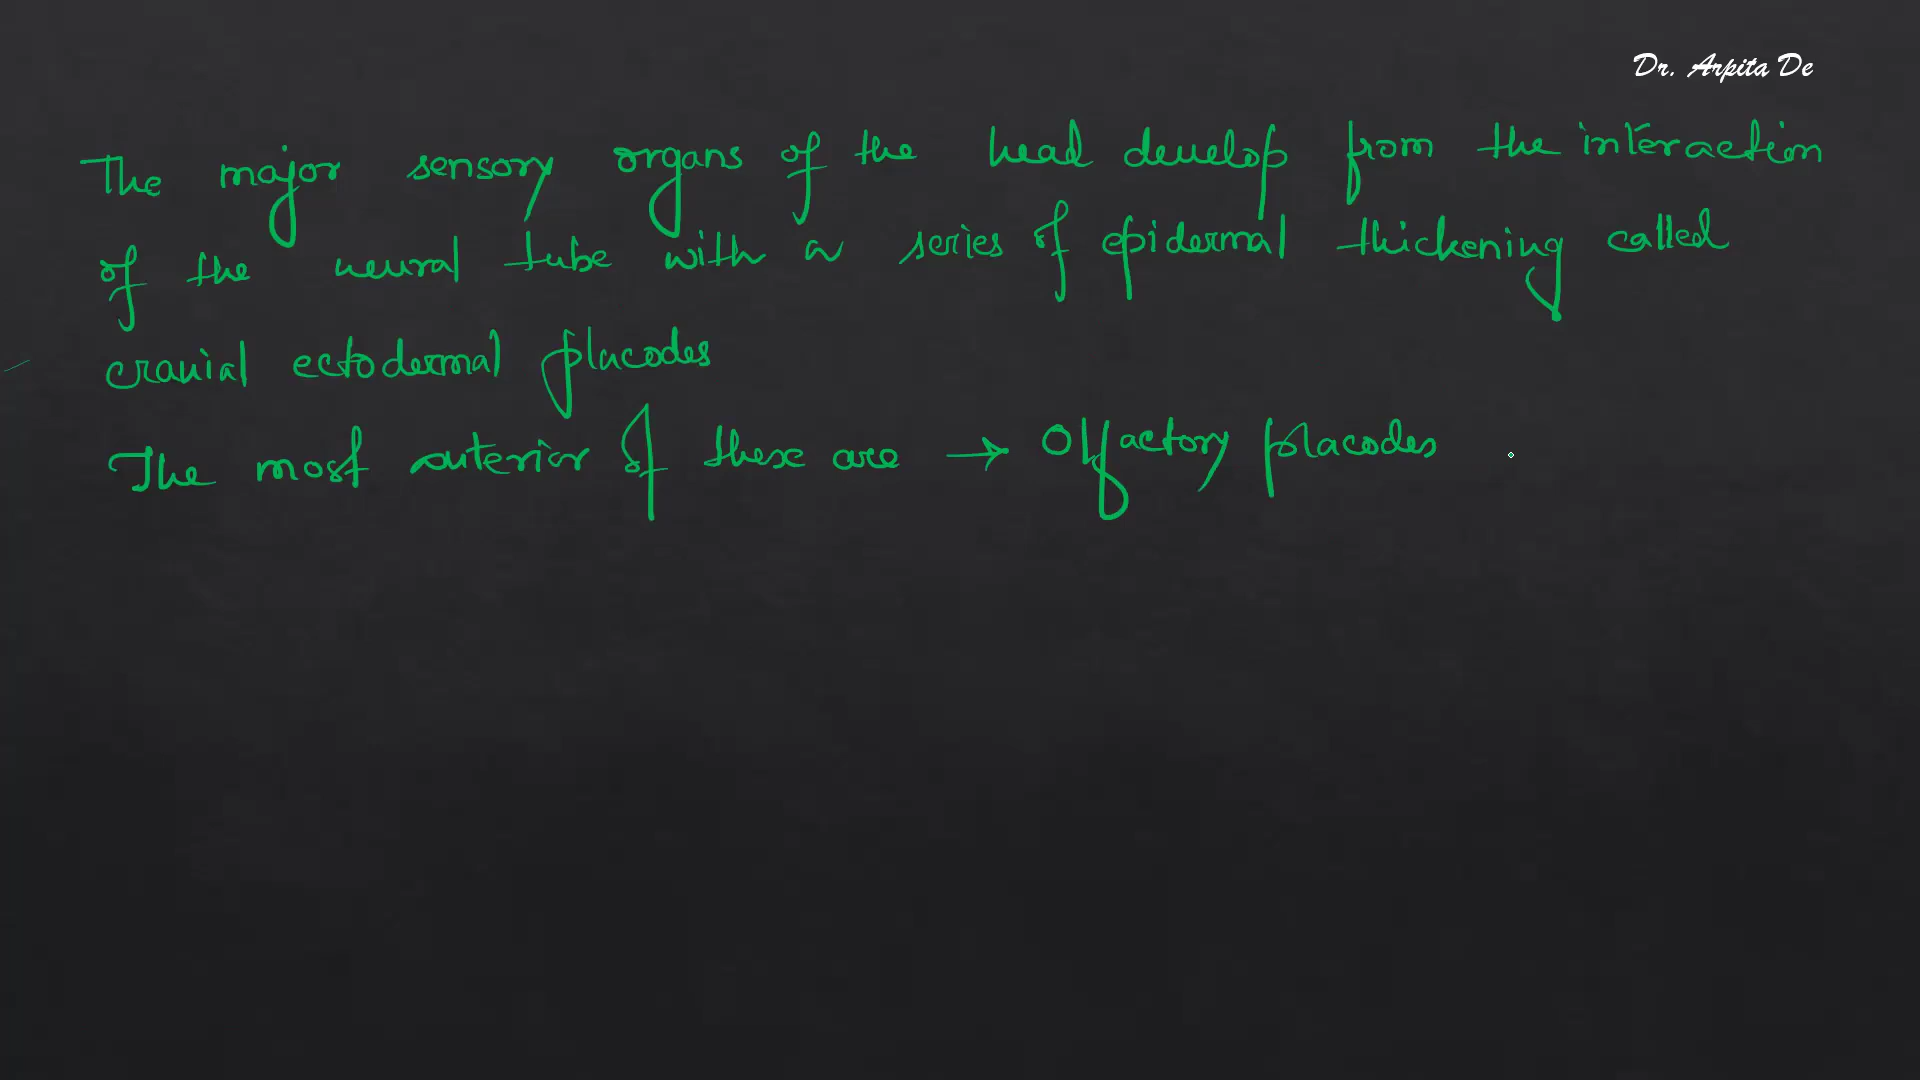 Dr. Arpita De
The major sensory organs of the head develop from the interaction
of the neural tube with a series of epidermal thickening called
cranial ectodermal placodes
The most anterior of these are → Olfactory placodes